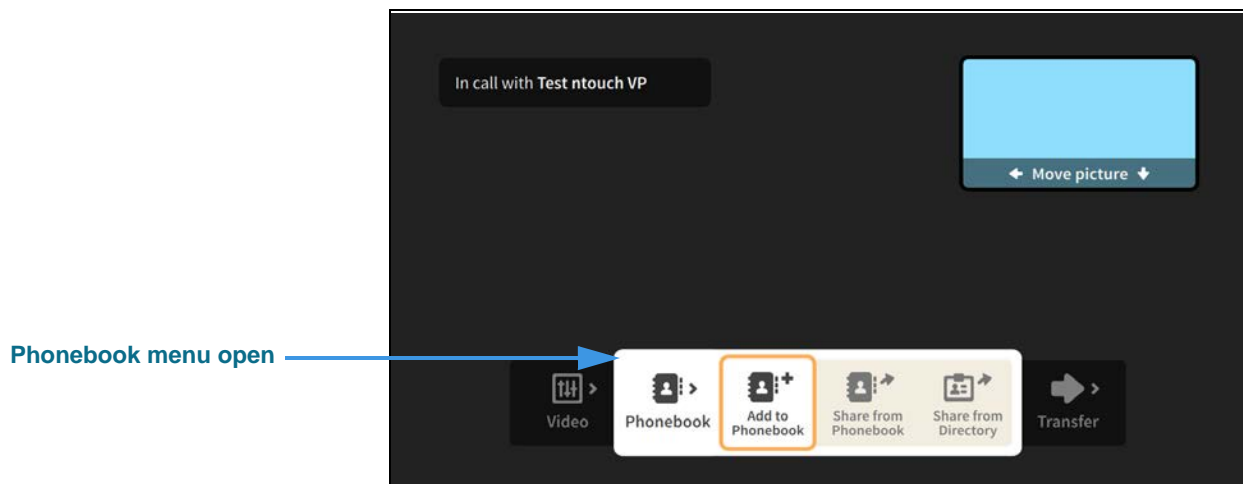 In call with Test ntouch VP
Move picture
Phonebook menu open
Video
Phonebook
Add to
Phonebook
Share from
Phonebook
Share from
Directory
Transfer